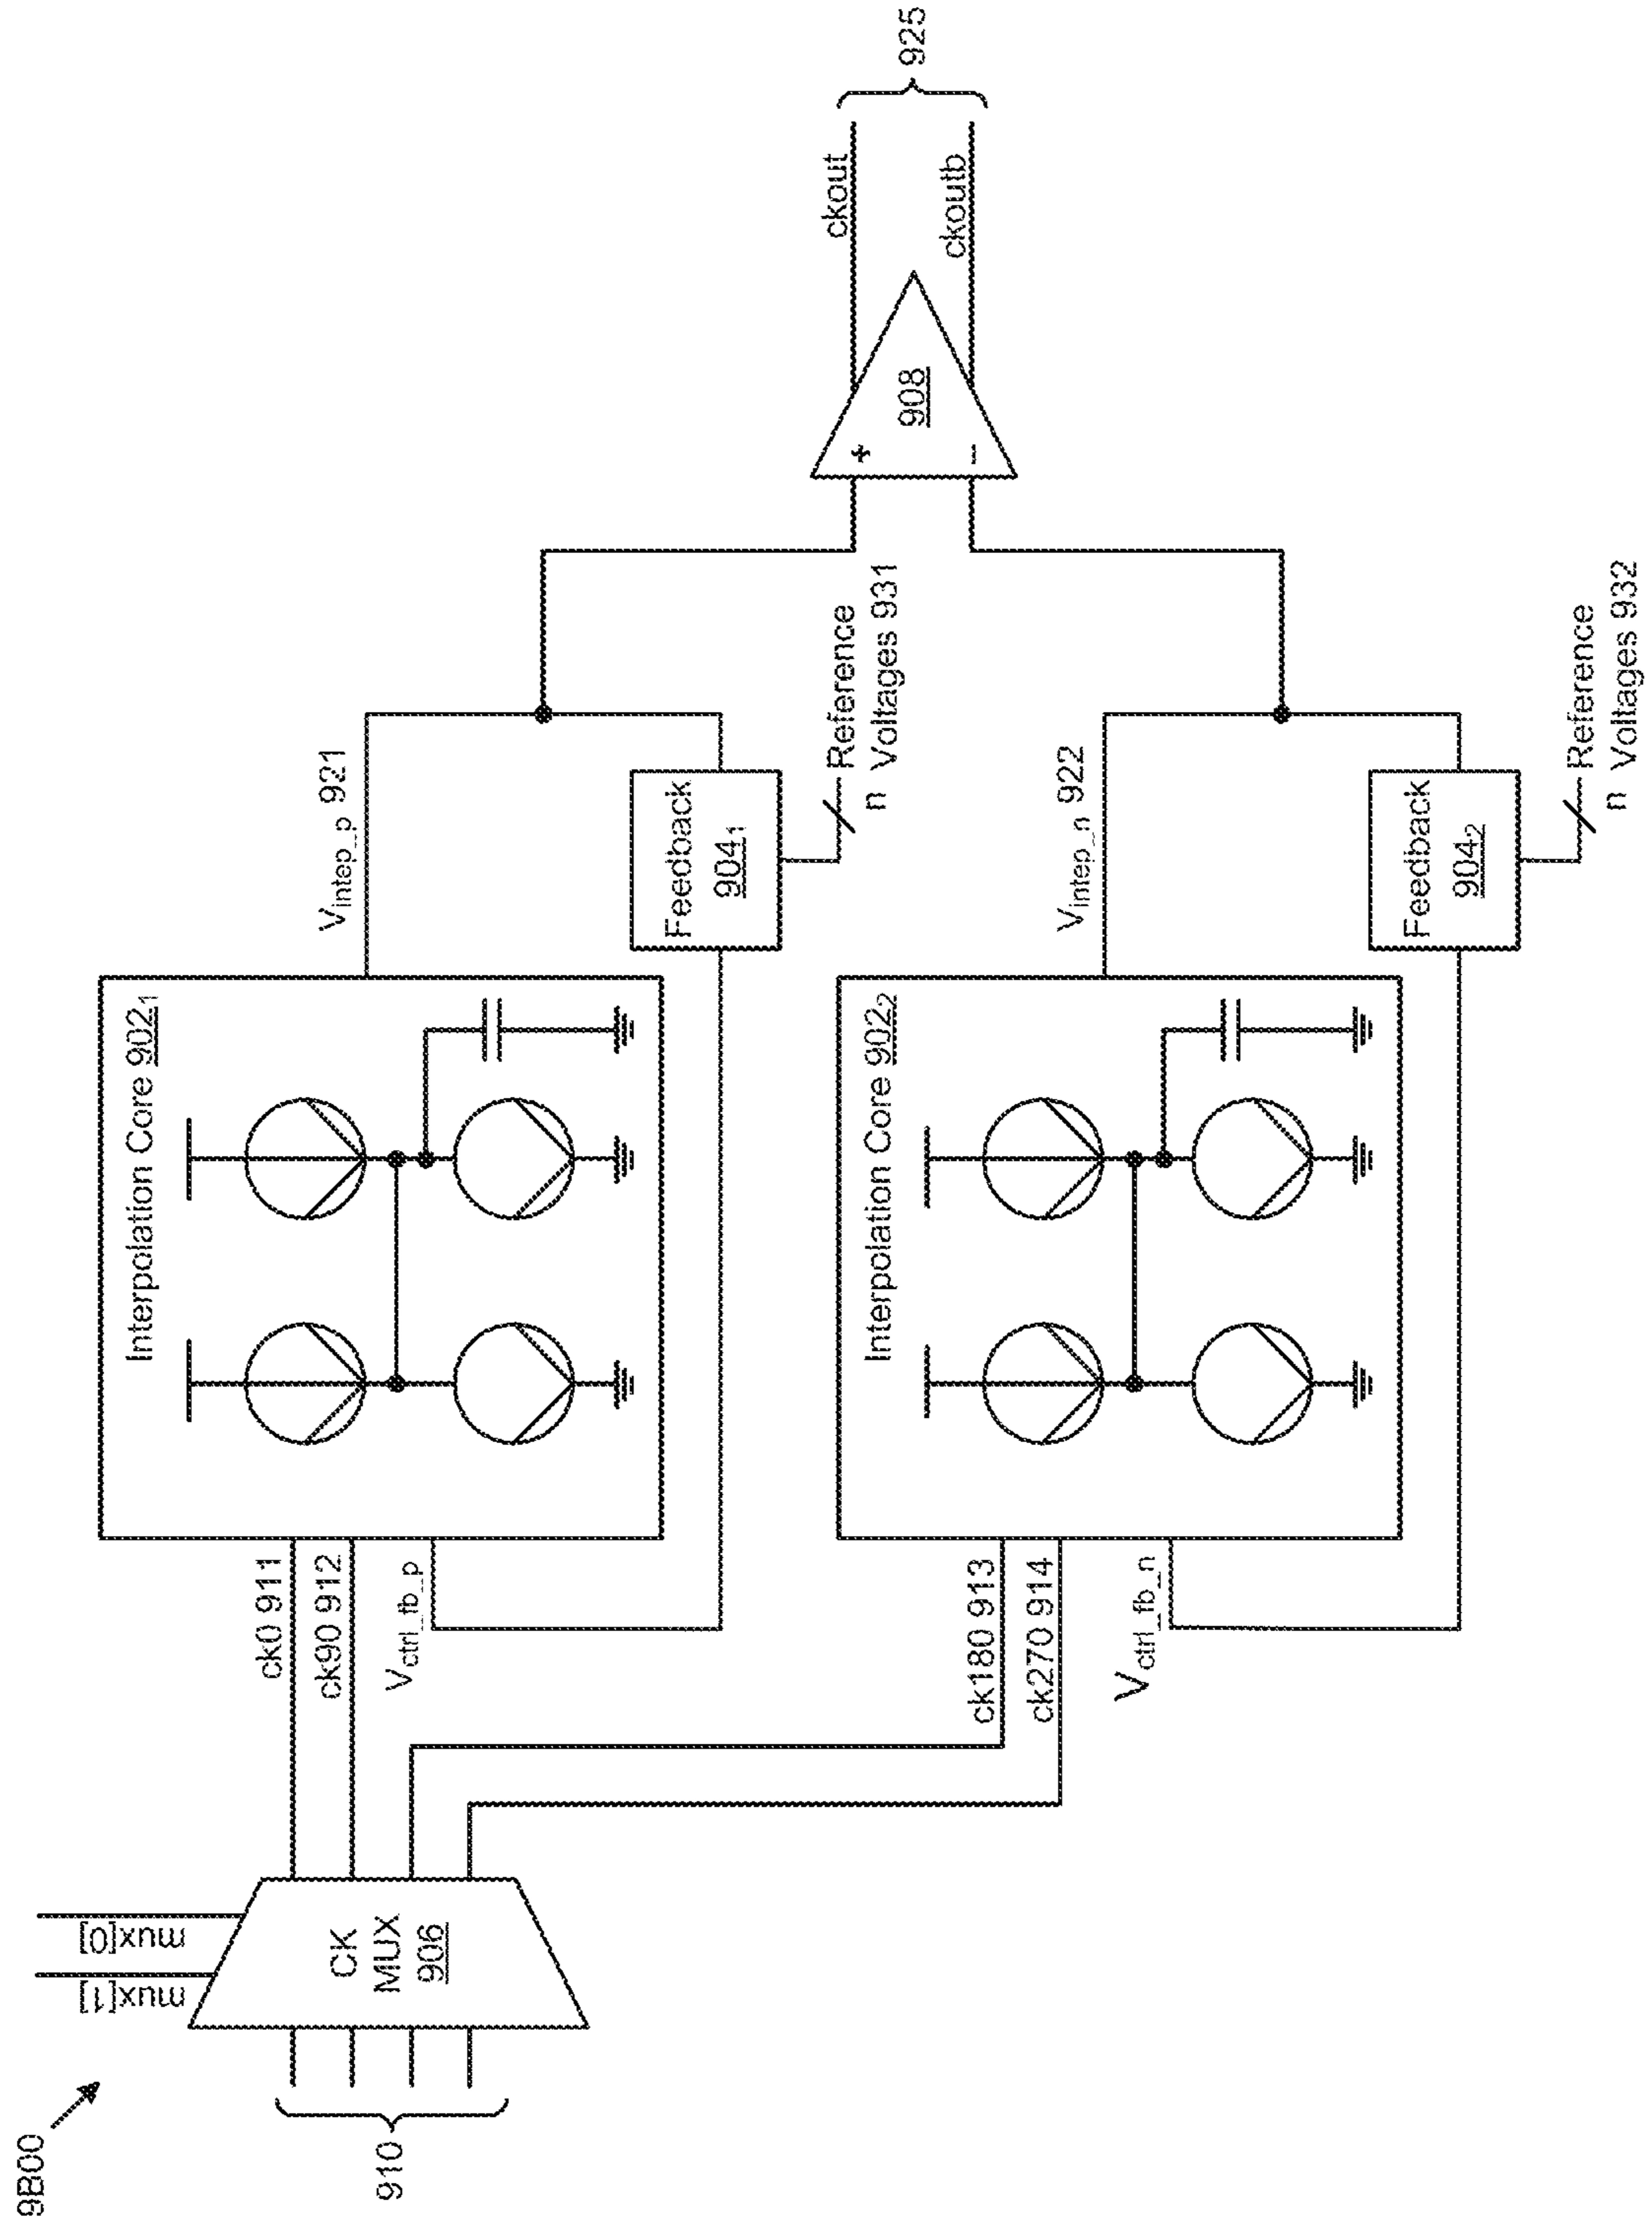 9B00
mux[1]
mux[0]
910
CK
MUX
906
ck0 911
ck90 912
Vctrl_fb_p
Interpolation Core 902₁
Vintep_p 921
Feedback
904₁
Reference
n Voltages 931
ck180 913
ck270 914
Vctrl_fb_n
Interpolation Core 902₂
Vintep_n 922
Feedback
904₂
Reference
n Voltages 932
+
−
908
ckout
ckoutb
925